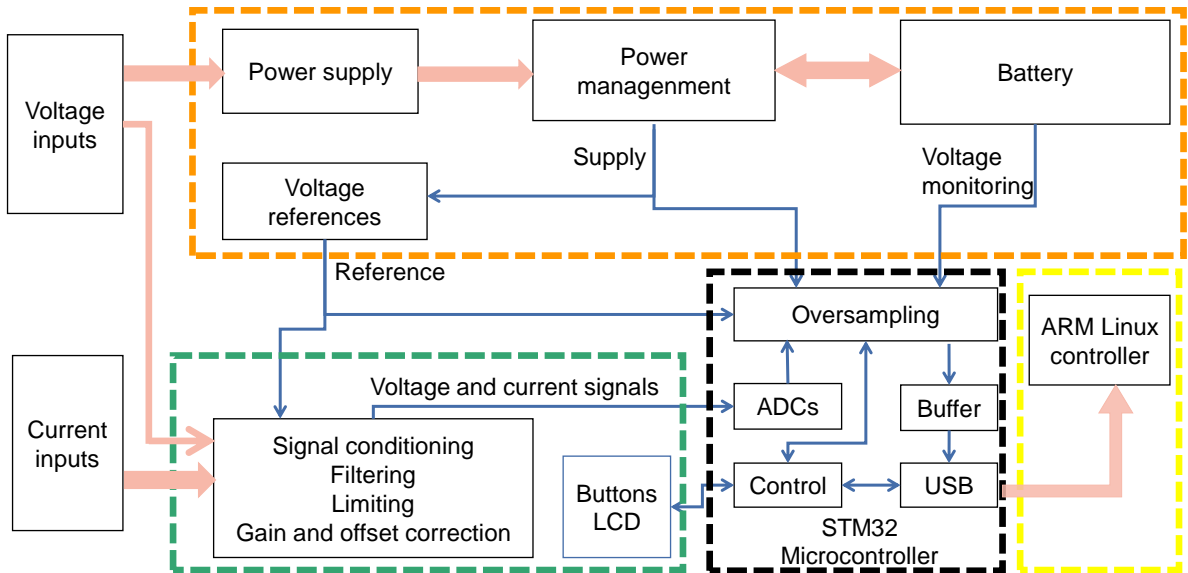 Voltage
inputs
Power supply
Power
managenment
Battery
Supply
Voltage
monitoring
Voltage
references
Reference
Oversampling
ARM Linux
controller
Current
inputs
Voltage and current signals
ADCs
Buffer
Signal conditioning
Filtering
Limiting
Gain and offset correction
Buttons
LCD
Control
USB
STM32
Microcontroller